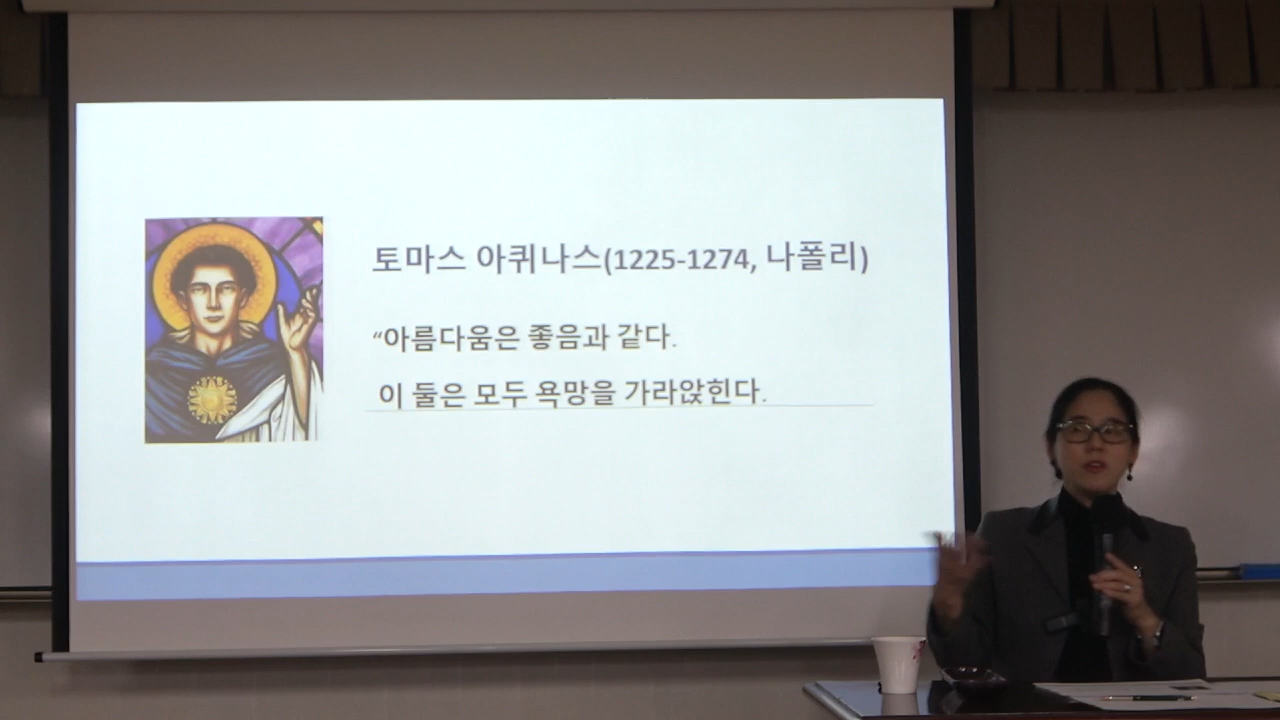 토마스 아퀴나스(1225-1274, 나폴리)
“아름다움은 좋음과 같다.
이 둘은 모두 욕망을 가라앉힌다.